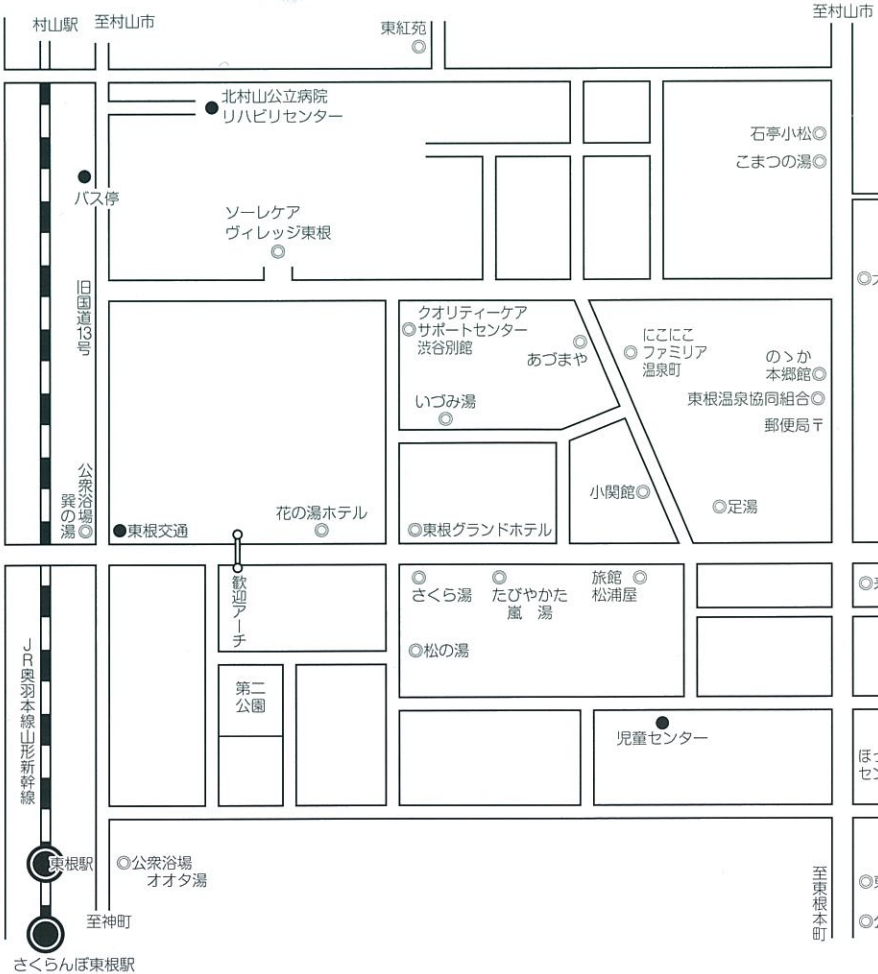 村山駅
至村山市
東紅苑
至村山市
北村山公立病院
リハビリセンター
石亭小松
こまつの湯
バス停
ソーレケア
ヴィレッジ東根
旧国道13号
クオリティーケア
サポートセンター
渋谷別館
あづまや
にこにこ
ファミリア
温泉町
のゝか
本郷館
東根温泉協同組合
郵便局〒
いづみ湯
公衆浴場
巽の湯
東根交通
花の湯ホテル
東根グランドホテル
小関館
足湯
歓迎アーチ
さくら湯
たびやかた
嵐 湯
旅館
松浦屋
松の湯
JR奥羽本線山形新幹線
第二
公園
児童センター
ほっ
セン
東根駅
公衆浴場
オオタ湯
至神町
至東根本町
さくらんぼ東根駅